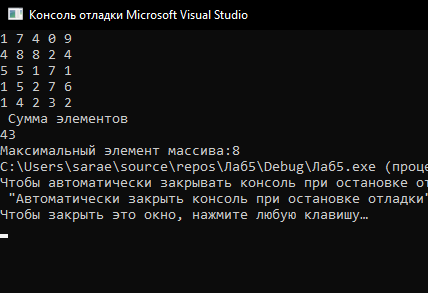 Консоль отладки Microsoft Visual Studio
1 7 4 0 9
4 8 8 2 4
5 5 1 7 1
1 5 2 7 6
1 4 2 3 2
Сумма элементов
43
Максимальный элемент массива:8
C:\Users\sarae\source\repos\Лаб5\Debug\Лаб5.exe (проце
Чтобы автоматически закрывать консоль при остановке от
"Автоматически закрыть консоль при остановке отладки"
Чтобы закрыть это окно, нажмите любую клавишу…